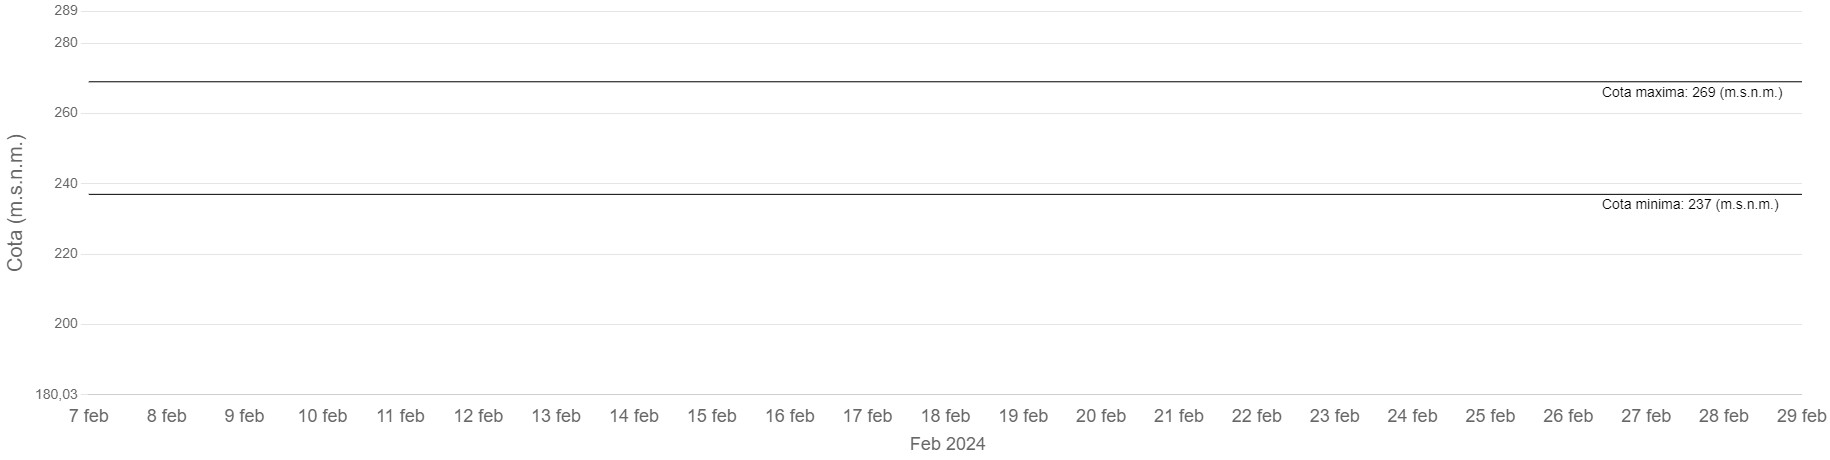 289
280
Cota maxima: 269 (m.s.n.m.)
260
240
Cota minima: 237 (m.s.n.m.)
220
200
180,03
Cota (m.s.n.m.)
7 feb 8 feb 9 feb 10 feb 11 feb 12 feb 13 feb 14 feb 15 feb 16 feb 17 feb 18 feb 19 feb 20 feb 21 feb 22 feb 23 feb 24 feb 25 feb 26 feb 27 feb 28 feb 29 feb
Feb 2024